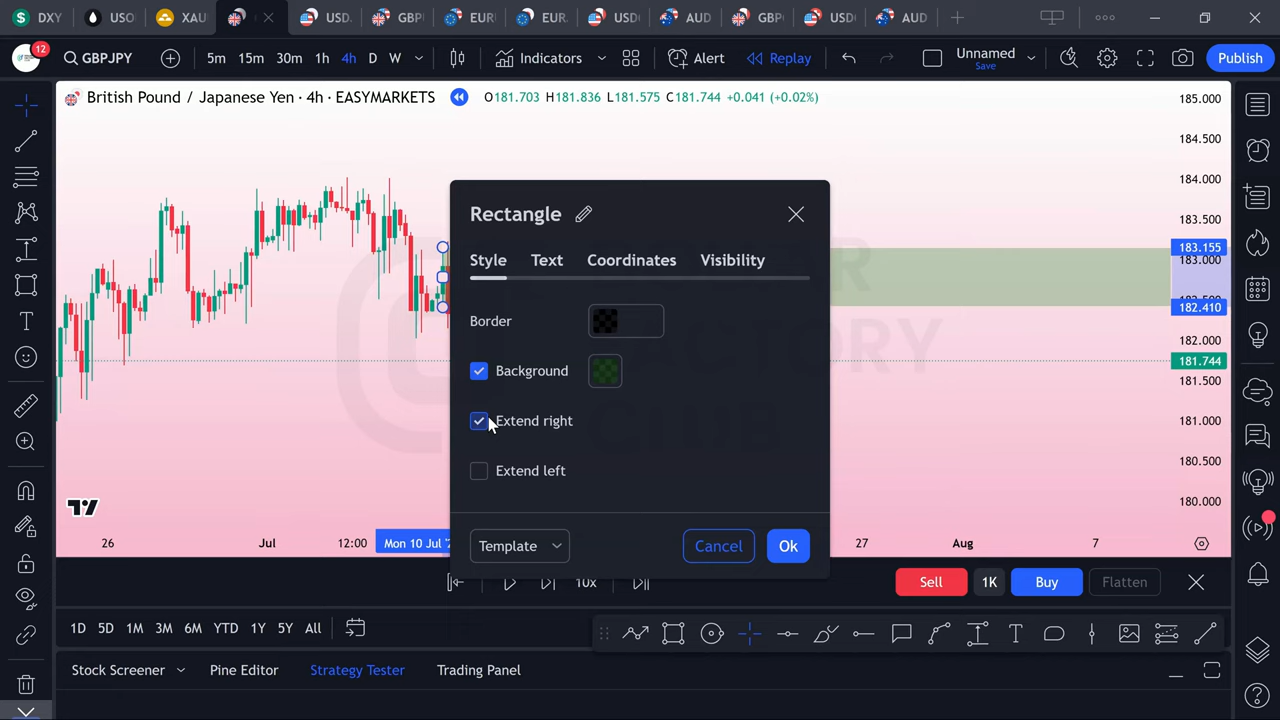 DXY USO XAU USD. GBP EUR EUR. USD AUD GBP USD AUD
12 GBPJPY 5m 15m 30m 1h 4h D W Indicators Alert Replay Unnamed Save Publish
British Pound / Japanese Yen · 4h · EASYMARKETS O181.703 H181.836 L181.575 C181.744 +0.041 (+0.02%)
185.000
184.500
184.000
183.500
183.155
183.000
182.410
182.000
181.744
181.500
181.000
180.500
180.000
Rectangle
Style Text Coordinates Visibility
Border
Background
Extend right
Extend left
Template Cancel Ok
FACTORY
CLUB
26 Jul 12:00 Mon 10 Jul 27 Aug 7
10x Sell 1K Buy Flatten
1D 5D 1M 3M 6M YTD 1Y 5Y All
Stock Screener Pine Editor Strategy Tester Trading Panel